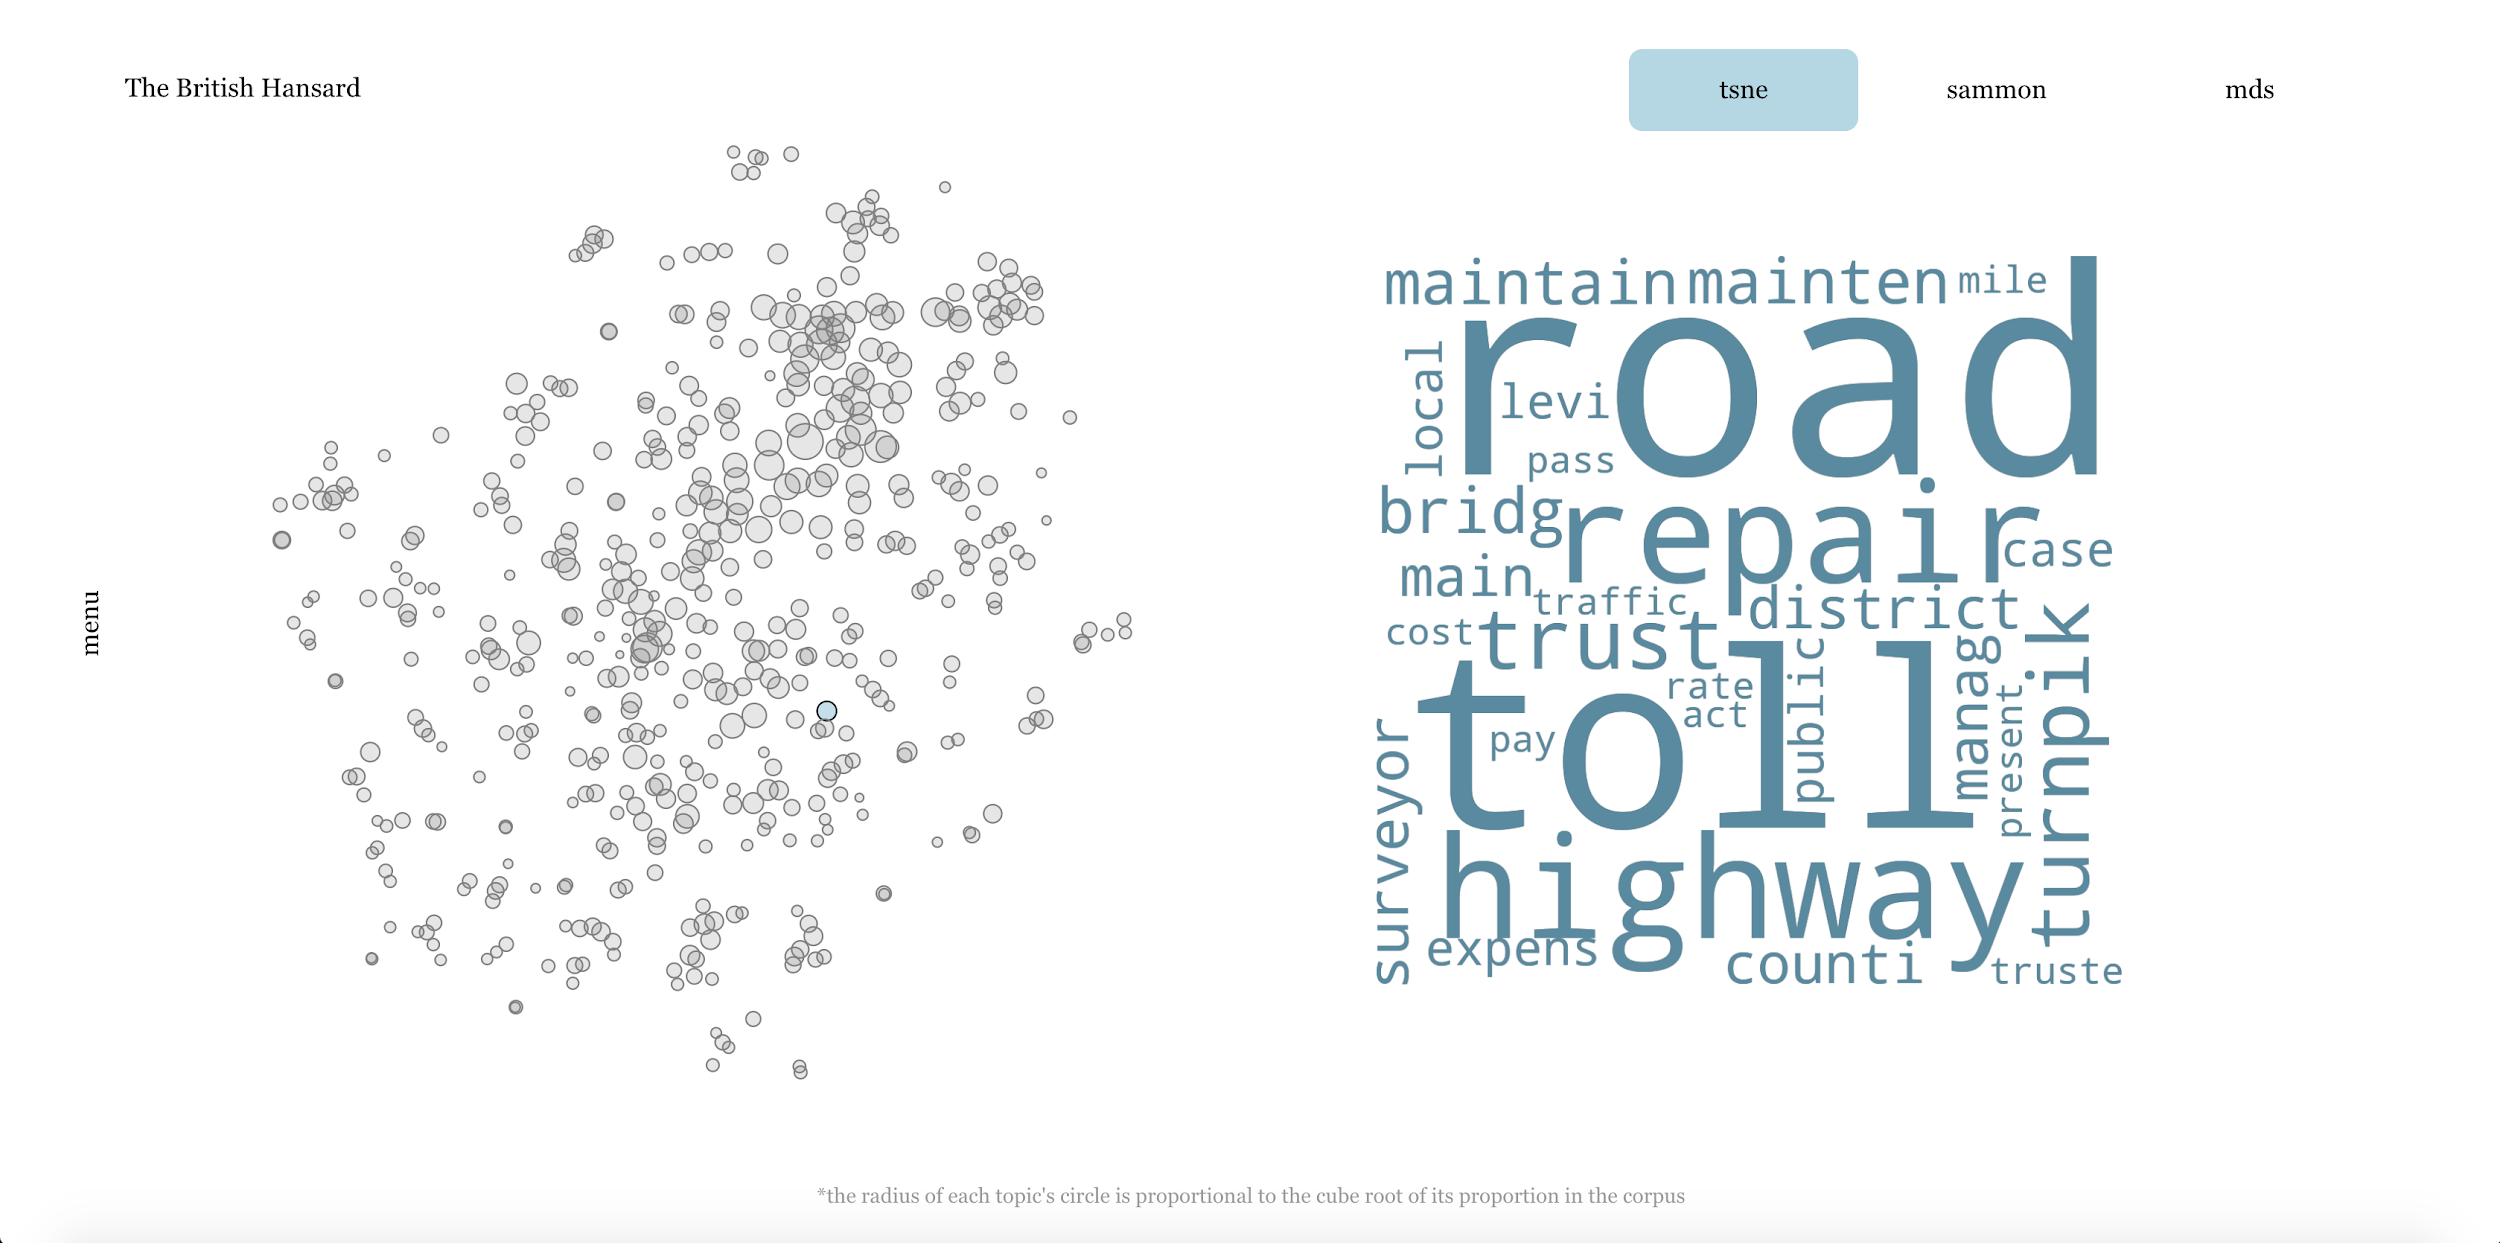 The British Hansard
tsne
sammon
mds
menu
maintain
mainten
mile
road
local
levi
pass
bridg
repair
case
main
traffic
district
cost
trust
turnpik
toll
rate
act
public
manag
present
pay
surveyor
highway
expens
counti
truste
*the radius of each topic's circle is proportional to the cube root of its proportion in the corpus